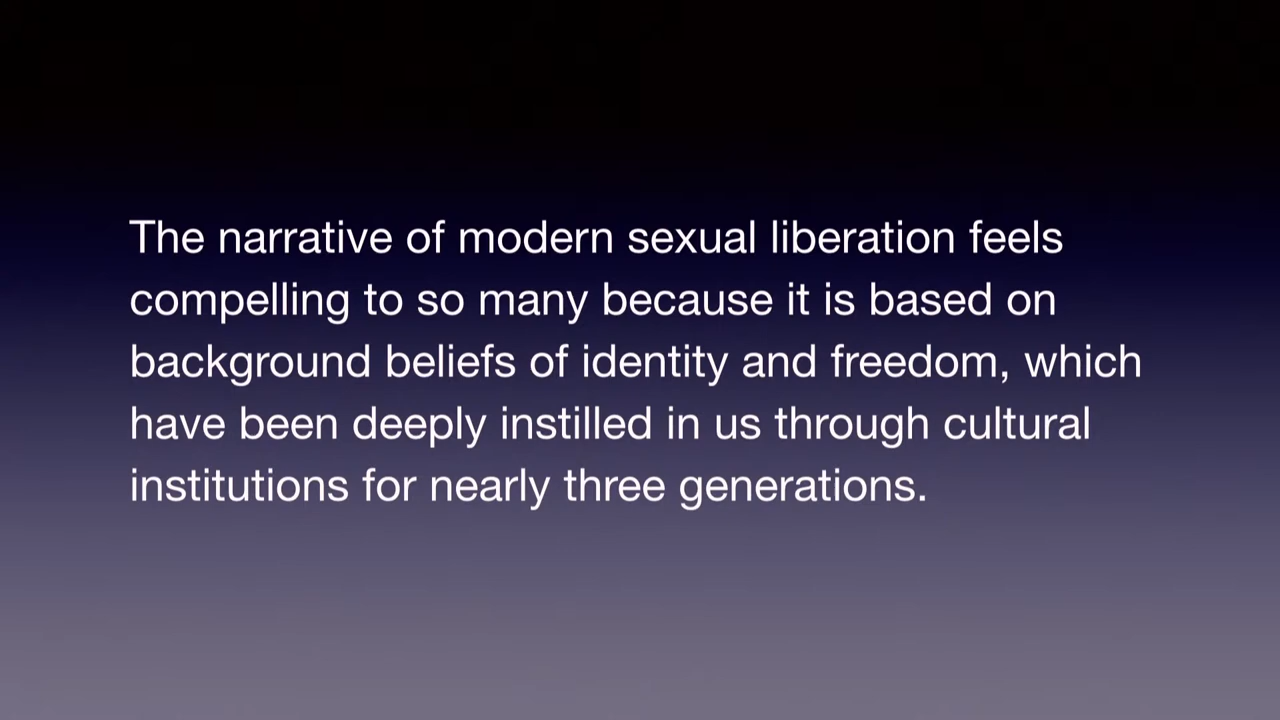 The narrative of modern sexual liberation feels
compelling to so many because it is based on
background beliefs of identity and freedom, which
have been deeply instilled in us through cultural
institutions for nearly three generations.